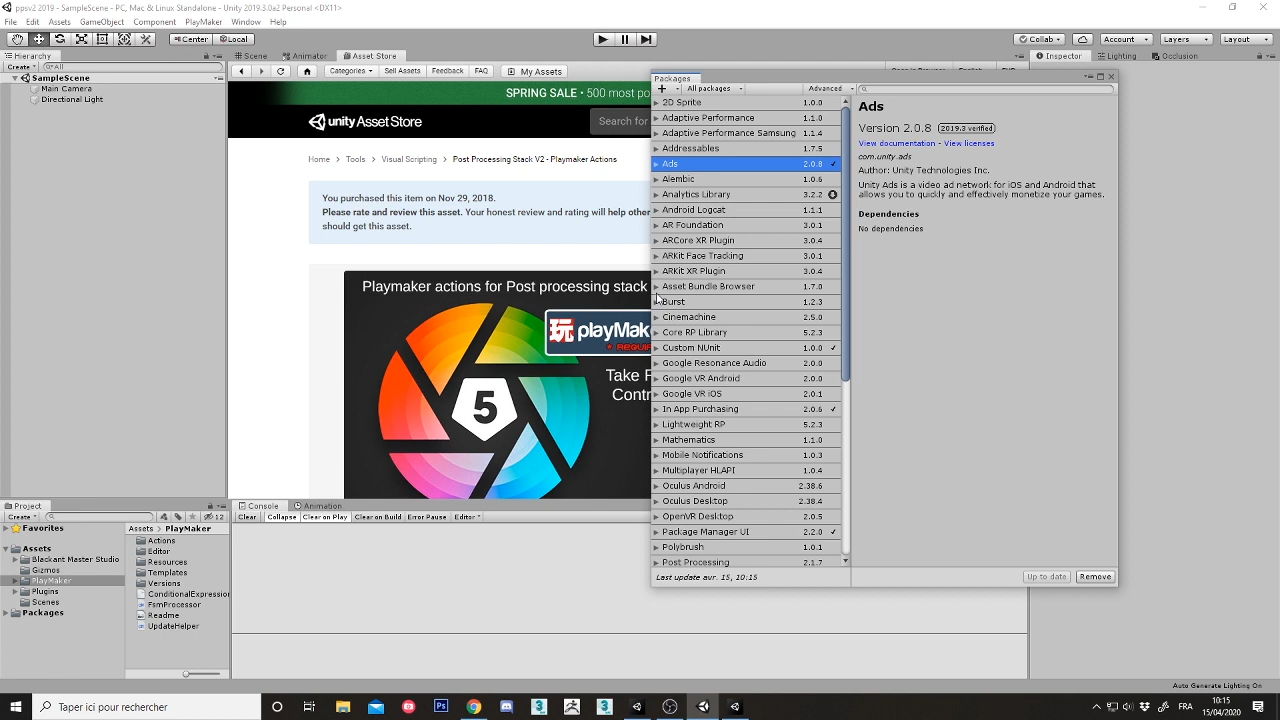 ppsv2 2019 - SampleScene - PC, Mac & Linux Standalone - Unity 2019.3.0a2 Personal <DX11>
File Edit Assets GameObject Component PlayMaker Window Help
Center Local Collab Account Layers Layout
Hierarchy Scene Animator Asset Store Inspector Lighting Occlusion
Create All
Categories Sell Assets Feedback FAQ My Assets
SampleScene
Main Camera
Directional Light
SPRING SALE • 500 most po
unity Asset Store
Search for
Home > Tools > Visual Scripting > Post Processing Stack V2 - Playmaker Actions
You purchased this item on Nov 29, 2018.
Please rate and review this asset. Your honest review and rating will help other
should get this asset.
Playmaker actions for Post processing stack
玩 playMak
REQUIR
Take F
Contr
5
Packages
All packages Advanced
2D Sprite 1.0.0
Adaptive Performance 1.1.0
Adaptive Performance Samsung 1.1.4
Addressables 1.7.5
Ads 2.0.8 ✓
Alembic 1.0.6
Analytics Library 3.2.2
Android Logcat 1.1.1
AR Foundation 3.0.1
ARCore XR Plugin 3.0.4
ARKit Face Tracking 3.0.1
ARKit XR Plugin 3.0.4
Asset Bundle Browser 1.7.0
Burst 1.2.3
Cinemachine 2.5.0
Core RP Library 5.2.3
Custom NUnit 1.0.0 ✓
Google Resonance Audio 2.0.0
Google VR Android 2.0.0
Google VR iOS 2.0.1
In App Purchasing 2.0.6 ✓
Lightweight RP 5.2.3
Mathematics 1.1.0
Mobile Notifications 1.0.3
Multiplayer HLAPI 1.0.4
Oculus Android 2.38.6
Oculus Desktop 2.38.4
OpenVR Desktop 2.0.5
Package Manager UI 2.2.0 ✓
Polybrush 1.0.1
Post Processing 2.1.7
Last update avr. 15, 10:15
Ads
Version 2.0.8 2019.3 verified
View documentation - View licenses
com.unity.ads
Author: Unity Technologies Inc.
Unity Ads is a video ad network for iOS and Android that
allows you to quickly and effectively monetize your games.
Dependencies
No dependencies
Up to date Remove
Project
Create 12
Favorites
Assets
Blackant Master Studio
Gizmos
PlayMaker
Plugins
Scenes
Packages
Assets > PlayMaker
Actions
Editor
Resources
Templates
Versions
ConditionalExpression
FsmProcessor
Readme
UpdateHelper
Console Animation
Clear Collapse Clear on Play Clear on Build Error Pause Editor
Auto Generate Lighting On
Taper ici pour rechercher
Ps 3 3
FRA
10:15
15/04/2020